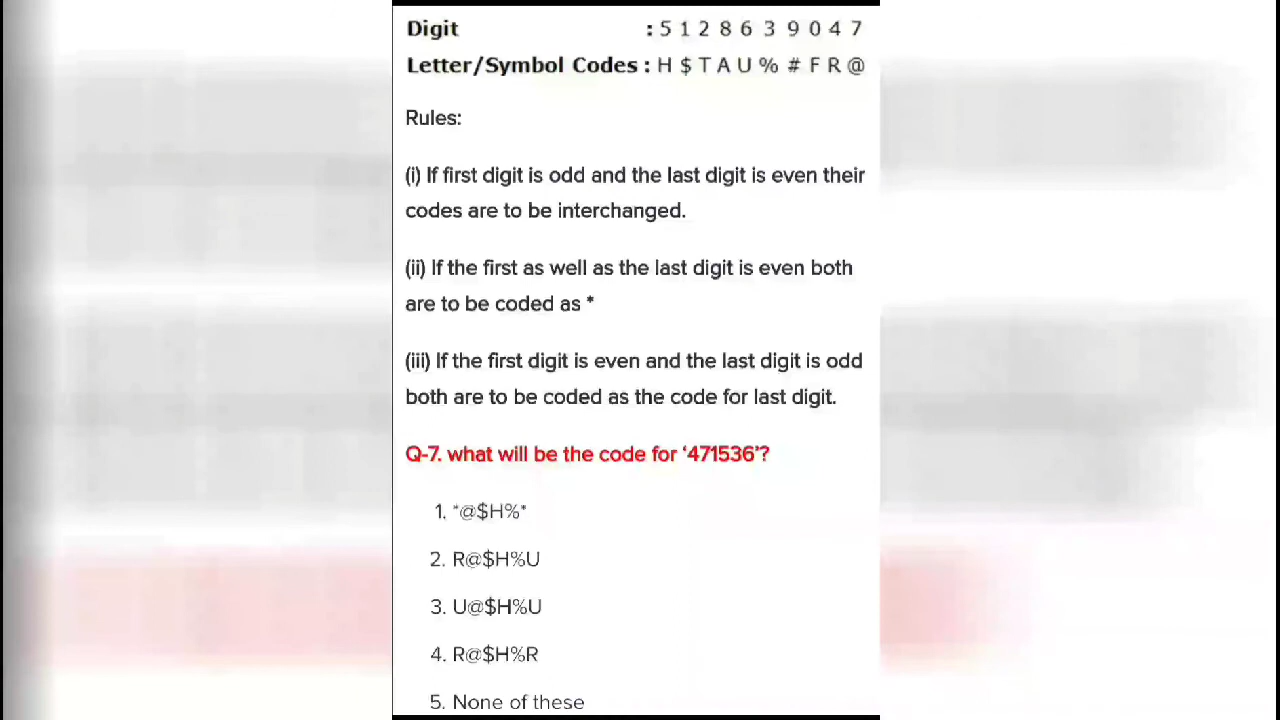 Digit : 5 1 2 8 6 3 9 0 4 7
Letter/Symbol Codes : H $ T A U % # F R @
Rules:
(i) If first digit is odd and the last digit is even their
codes are to be interchanged.
(ii) If the first as well as the last digit is even both
are to be coded as *
(iii) If the first digit is even and the last digit is odd
both are to be coded as the code for last digit.
Q-7. what will be the code for ‘471536’?
1. *@$H%*
2. R@$H%U
3. U@$H%U
4. R@$H%R
5. None of these